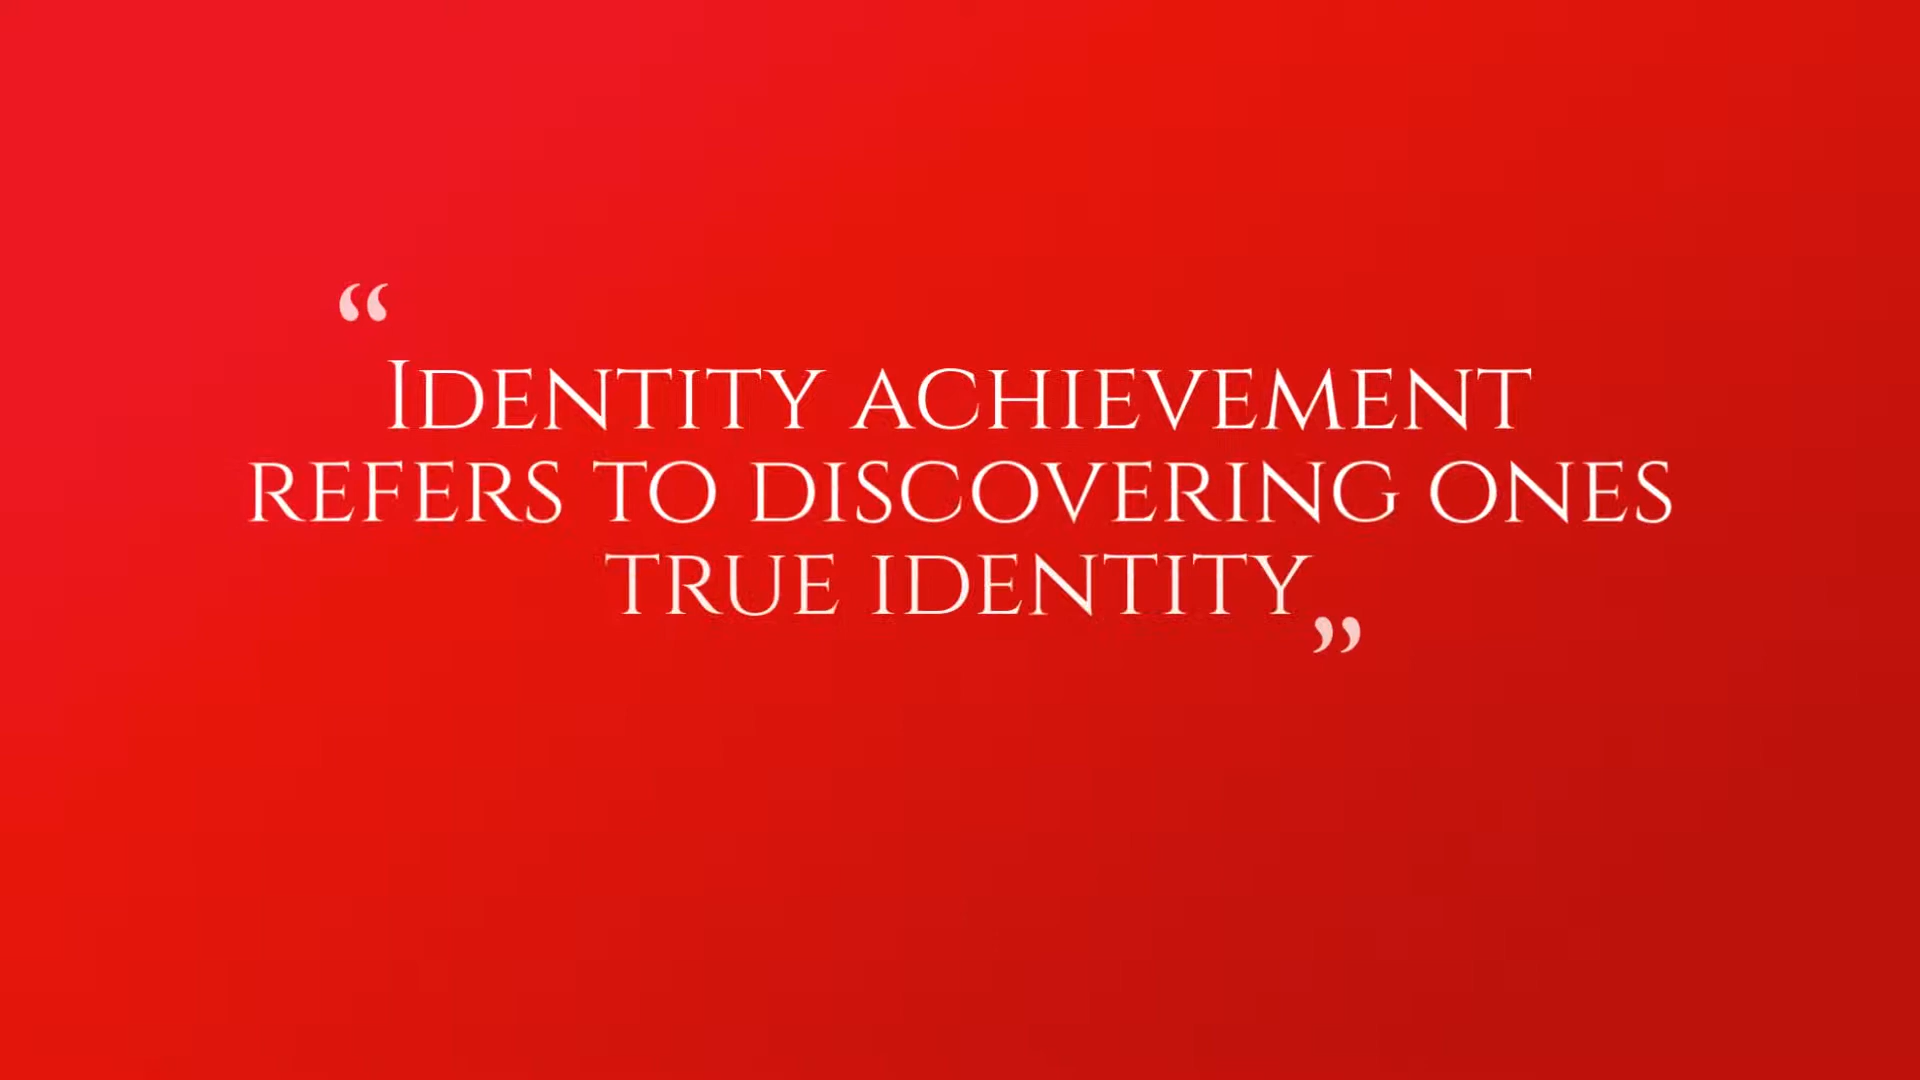 “Identity achievement
refers to discovering ones
true identity”